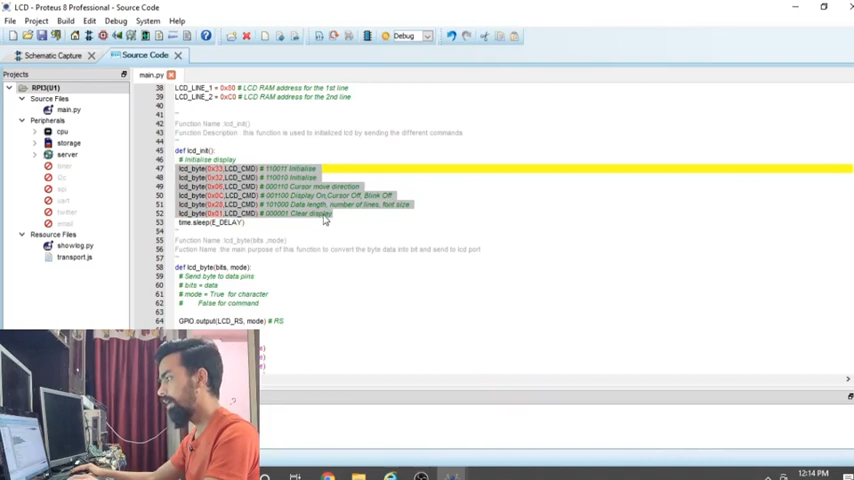 LCD - Proteus 8 Professional - Source Code
File Project Build Edit Debug System Help
Debug
Schematic Capture
Source Code
Projects
main.py
RPI3(U1)
Source Files
main.py
Peripherals
cpu
storage
server
timer
i2c
spi
uart
twitter
email
Resource Files
showlog.py
transport.js
38 LCD_LINE_1 = 0x80 # LCD RAM address for the 1st line
39 LCD_LINE_2 = 0xC0 # LCD RAM address for the 2nd line
40
41 '''
42 Function Name :lcd_init()
43 Function Description : this function is used to initialized lcd by sending the different commands
44 '''
45 def lcd_init():
46 # Initialise display
47 lcd_byte(0x33,LCD_CMD) # 110011 Initialise
48 lcd_byte(0x32,LCD_CMD) # 110010 Initialise
49 lcd_byte(0x06,LCD_CMD) # 000110 Cursor move direction
50 lcd_byte(0x0C,LCD_CMD) # 001100 Display On,Cursor Off, Blink Off
51 lcd_byte(0x28,LCD_CMD) # 101000 Data length, number of lines, font size
52 lcd_byte(0x01,LCD_CMD) # 000001 Clear display
53 time.sleep(E_DELAY)
54 '''
55 Function Name :lcd_byte(bits ,mode)
56 Fuction Name :the main purpose of this function to convert the byte data into bit and send to lcd port
57 '''
58 def lcd_byte(bits, mode):
59 # Send byte to data pins
60 # bits = data
61 # mode = True for character
62 # False for command
63
64 GPIO.output(LCD_RS, mode) # RS
12:14 PM